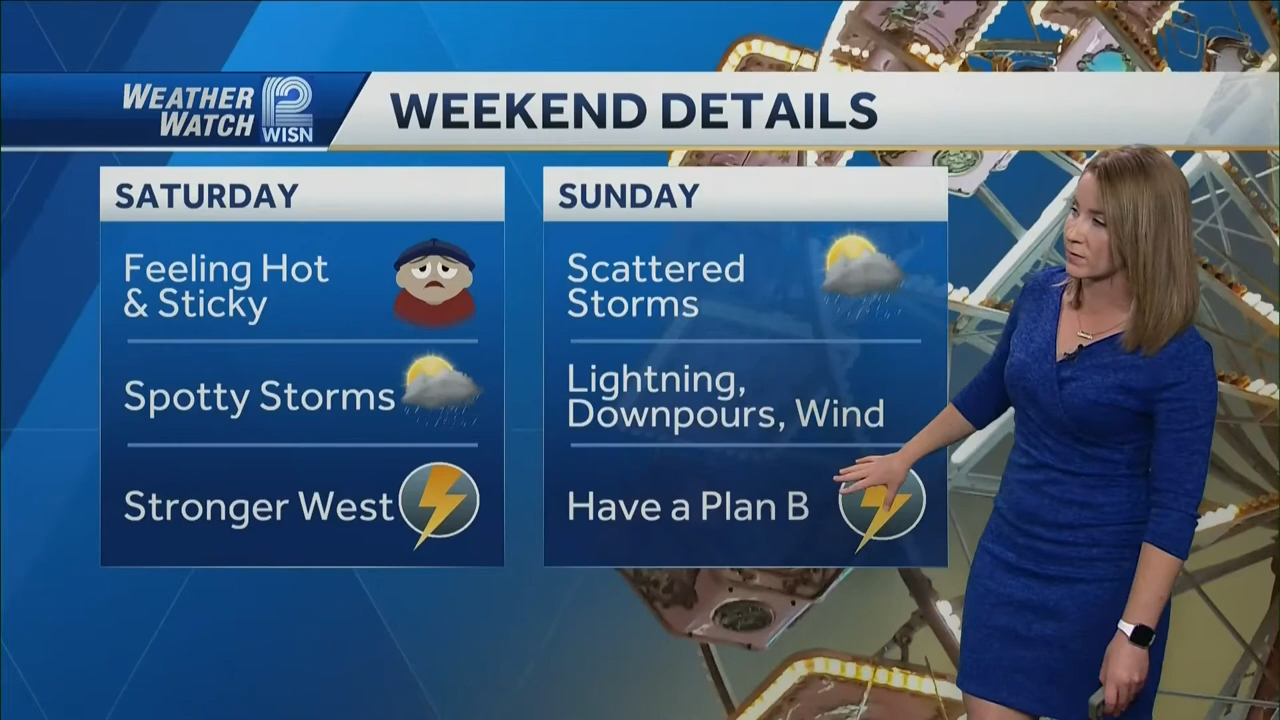 WEATHER
WATCH
12
WISN
WEEKEND DETAILS
SATURDAY
Feeling Hot
& Sticky
Spotty Storms
Stronger West
SUNDAY
Scattered
Storms
Lightning,
Downpours, Wind
Have a Plan B